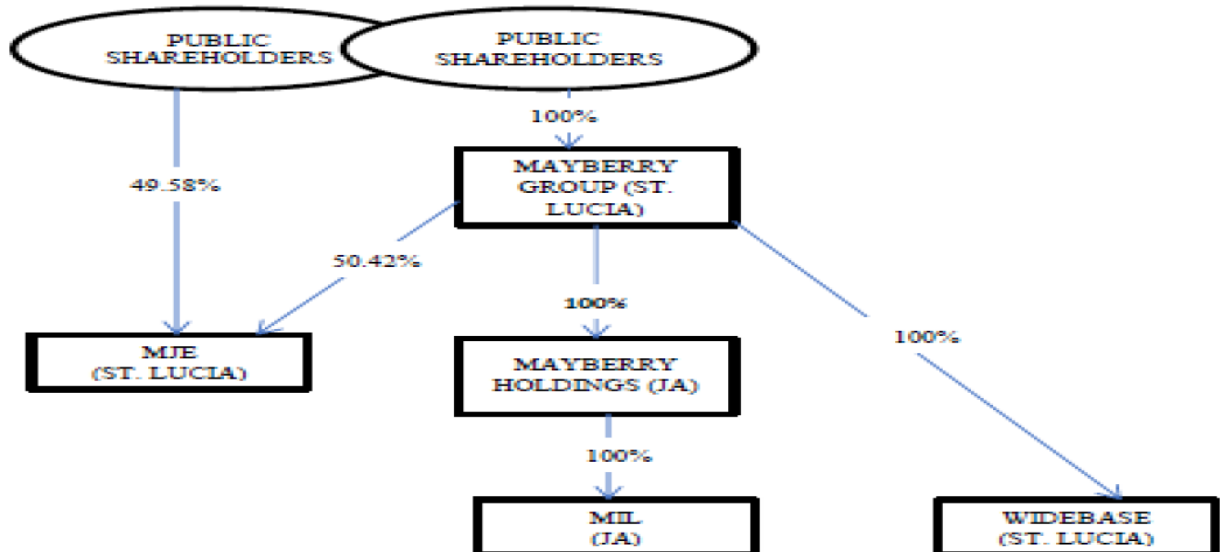 PUBLIC
SHAREHOLDERS
PUBLIC
SHAREHOLDERS
100%
MAYBERRY
GROUP (ST.
LUCIA)
49.58%
50.42%
100%
100%
MJE
(ST. LUCIA)
MAYBERRY
HOLDINGS (JA)
100%
MIL
(JA)
WIDEBASE
(ST. LUCIA)